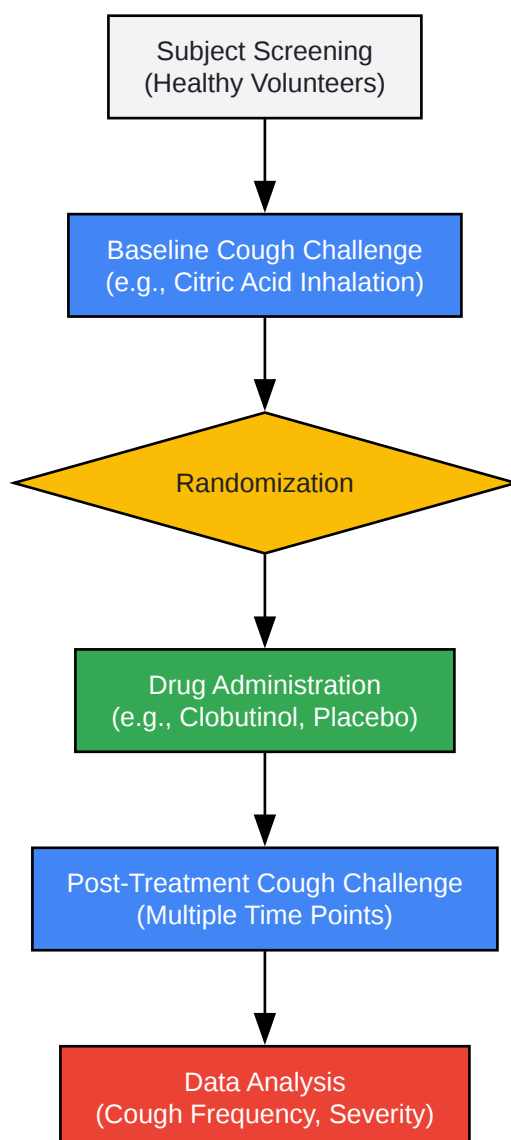 Subject Screening
(Healthy Volunteers)
Baseline Cough Challenge
(e.g., Citric Acid Inhalation)
Randomization
Drug Administration
(e.g., Clobutinol, Placebo)
Post-Treatment Cough Challenge
(Multiple Time Points)
Data Analysis
(Cough Frequency, Severity)